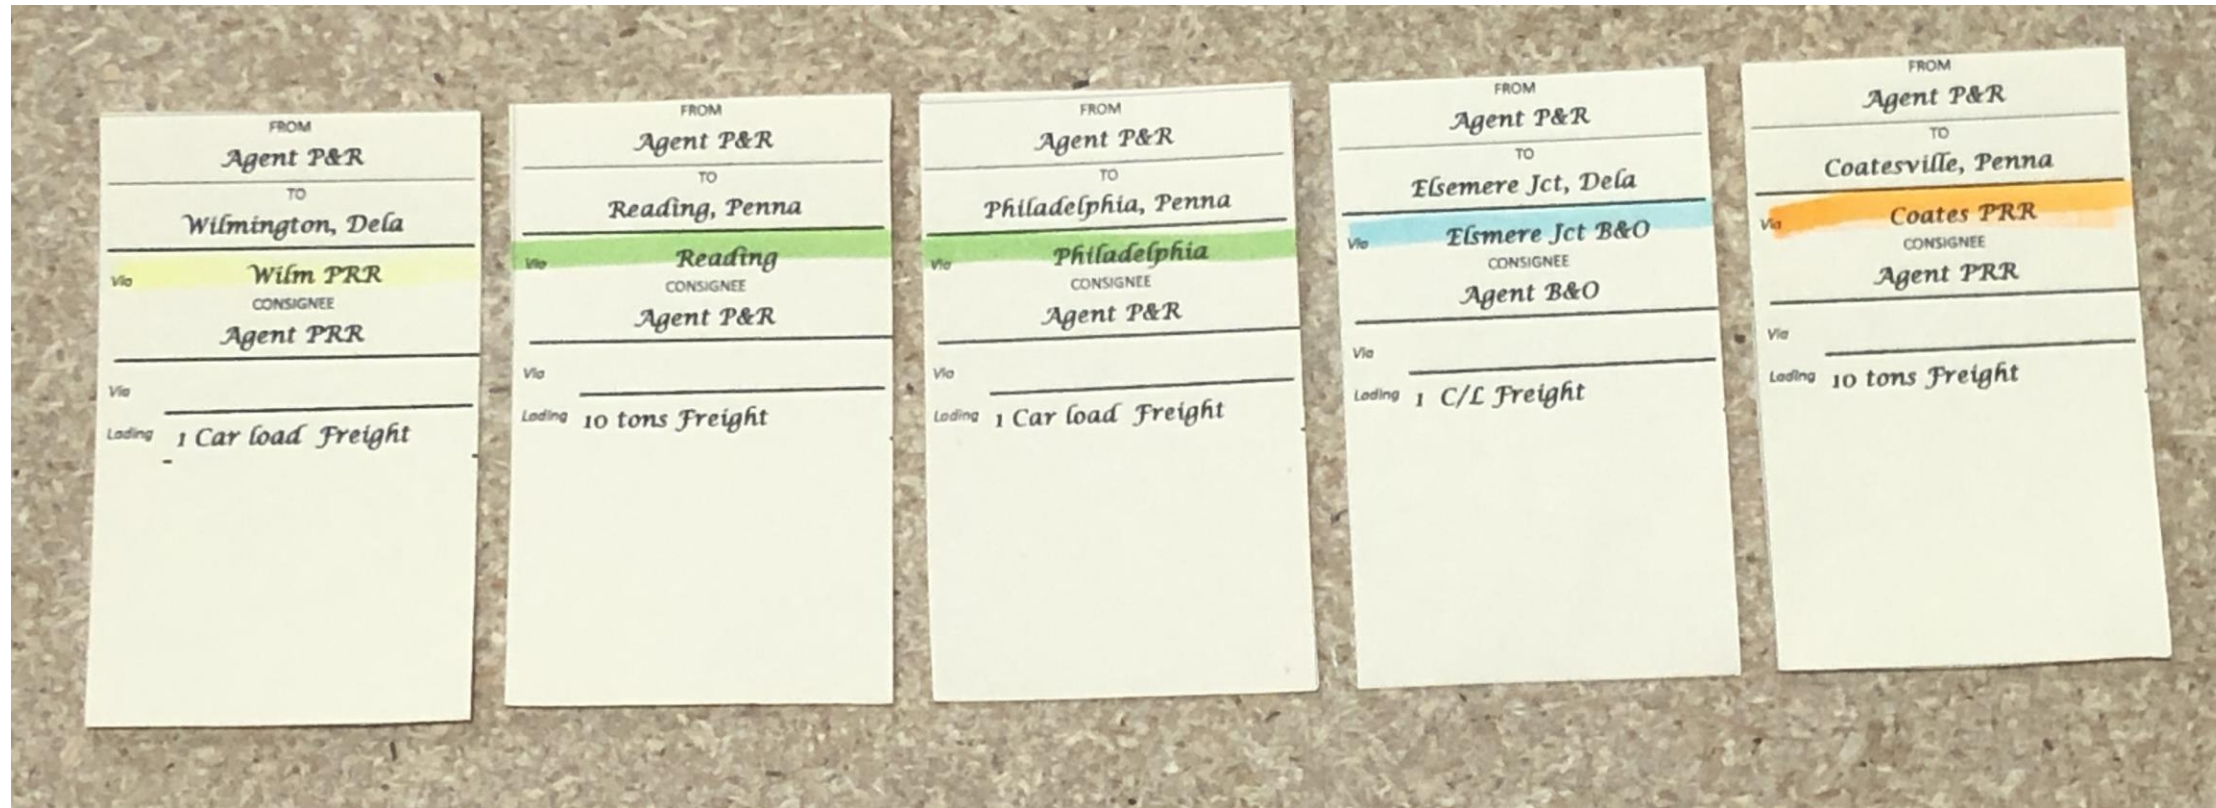 FROM
Agent P&R
TO
Wilmington, Dela
Via Wilm PRR
CONSIGNEE
Agent PRR
Via
Lading 1 Car load Freight
FROM
Agent P&R
TO
Reading, Penna
Via Reading
CONSIGNEE
Agent P&R
Via
Lading 10 tons Freight
FROM
Agent P&R
TO
Philadelphia, Penna
Via Philadelphia
CONSIGNEE
Agent P&R
Via
Lading 1 Car load Freight
FROM
Agent P&R
TO
Elsemere Jct, Dela
Via Elsmere Jct B&O
CONSIGNEE
Agent B&O
Via
Lading 1 C/L Freight
FROM
Agent P&R
TO
Coatesville, Penna
Via Coates PRR
CONSIGNEE
Agent PRR
Via
Lading 10 tons Freight